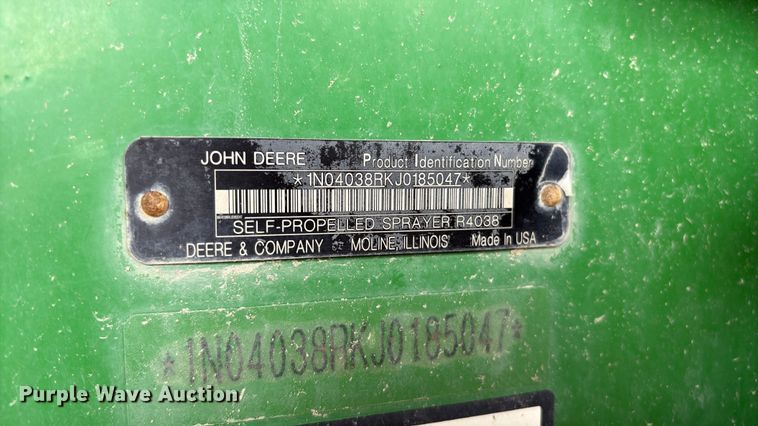 JOHN DEERE Product Identification Number
*1N04038RKJ0185047*
SELF-PROPELLED SPRAYER R4038
DEERE & COMPANY MOLINE, ILLINOIS Made In USA
*1N04038RKJ0185047*
Purple Wave Auction®